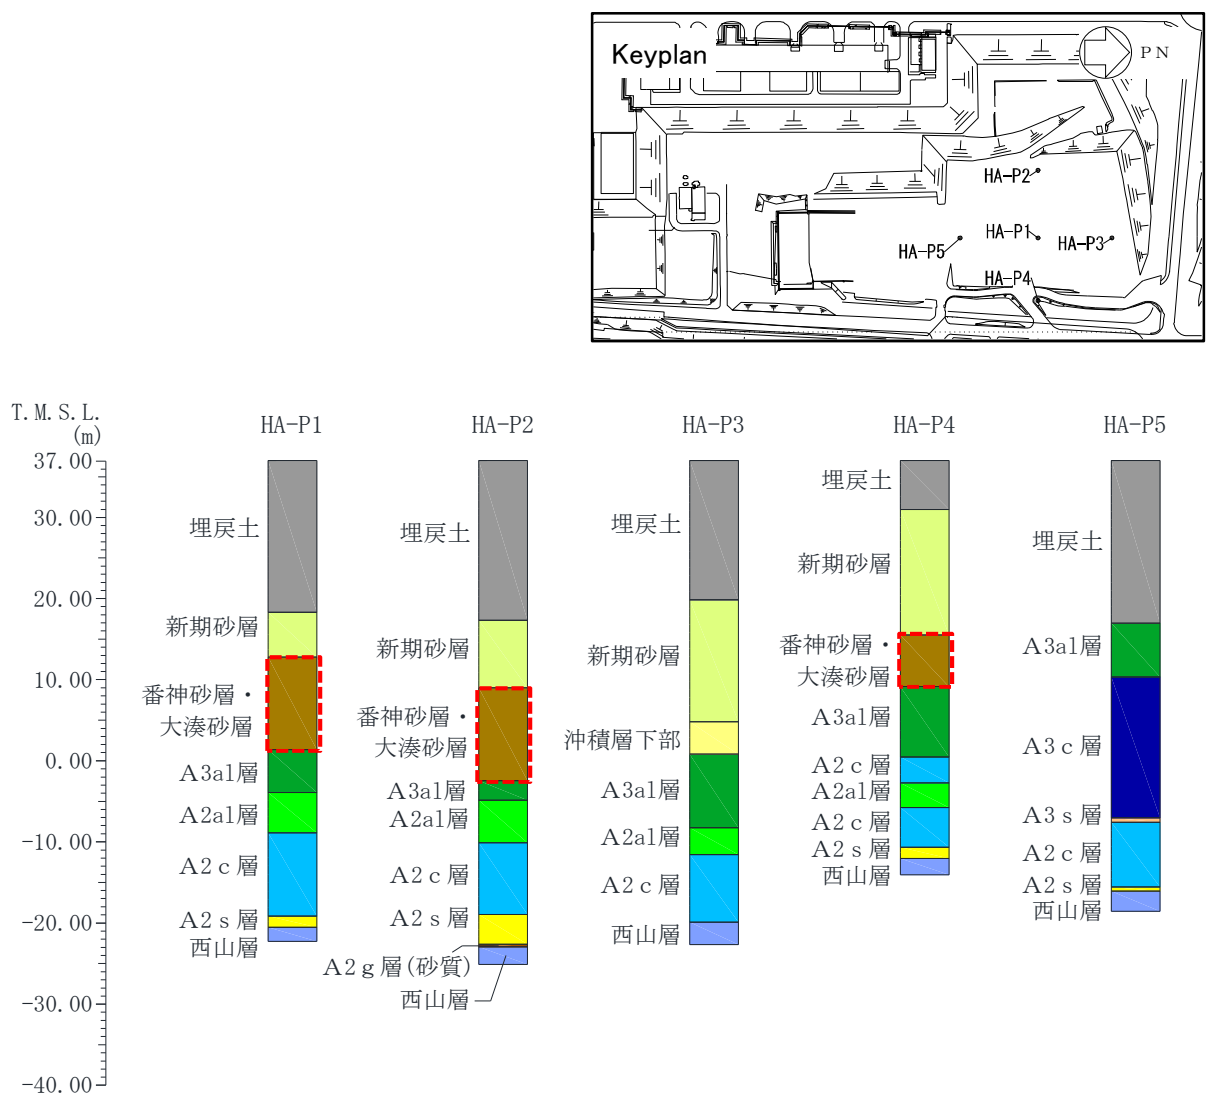 Keyplan
PN
HA-P2
HA-P1
HA-P3
HA-P5
HA-P4
T.M.S.L.
(m)
HA-P1
HA-P2
HA-P3
HA-P4
HA-P5
37.00
30.00
20.00
10.00
0.00
-10.00
-20.00
-30.00
-40.00
埋戻土
新期砂層
番神砂層・
大湊砂層
A3al層
A2al層
A2c層
A2s層
西山層
埋戻土
新期砂層
番神砂層・
大湊砂層
A3al層
A2al層
A2c層
A2s層
A2g層(砂質)
西山層
埋戻土
新期砂層
沖積層下部
A3al層
A2al層
A2c層
西山層
埋戻土
新期砂層
番神砂層・
大湊砂層
A3al層
A2c層
A2al層
A2c層
A2s層
西山層
埋戻土
A3al層
A3c層
A3s層
A2c層
A2s層
西山層